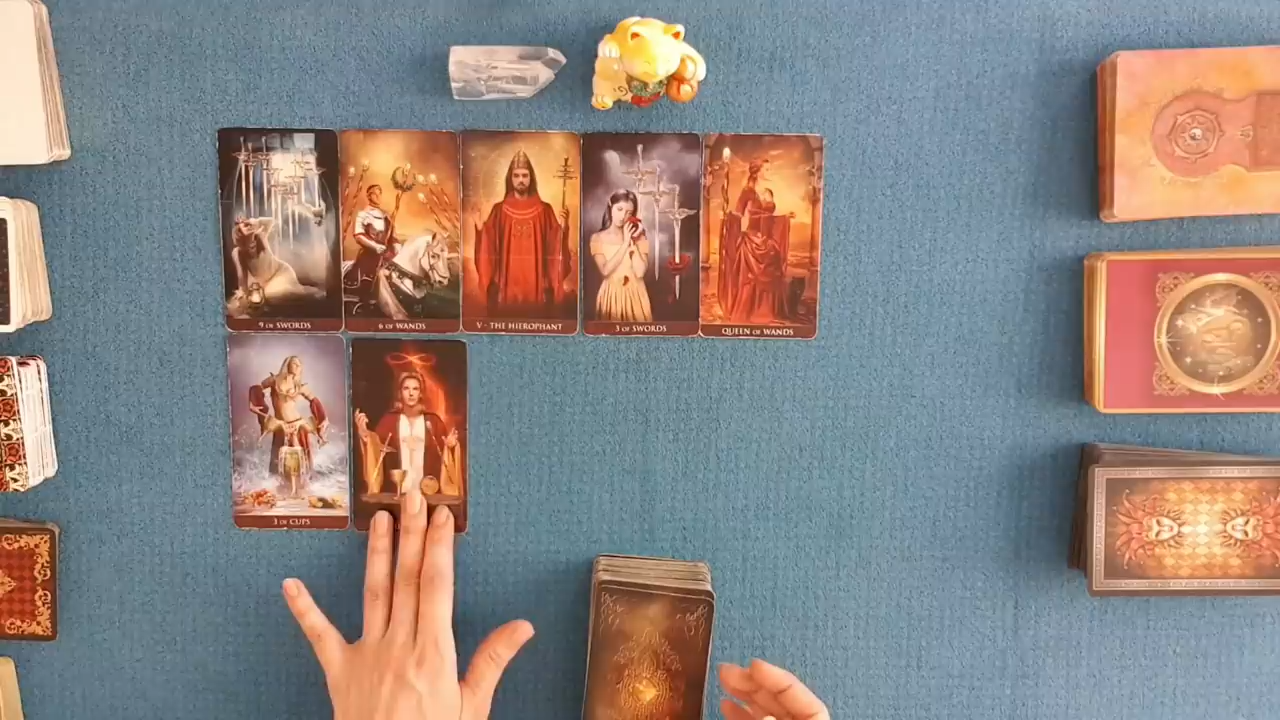 9 OF SWORDS
6 OF WANDS
V - THE HIEROPHANT
3 OF SWORDS
QUEEN OF WANDS
3 OF CUPS